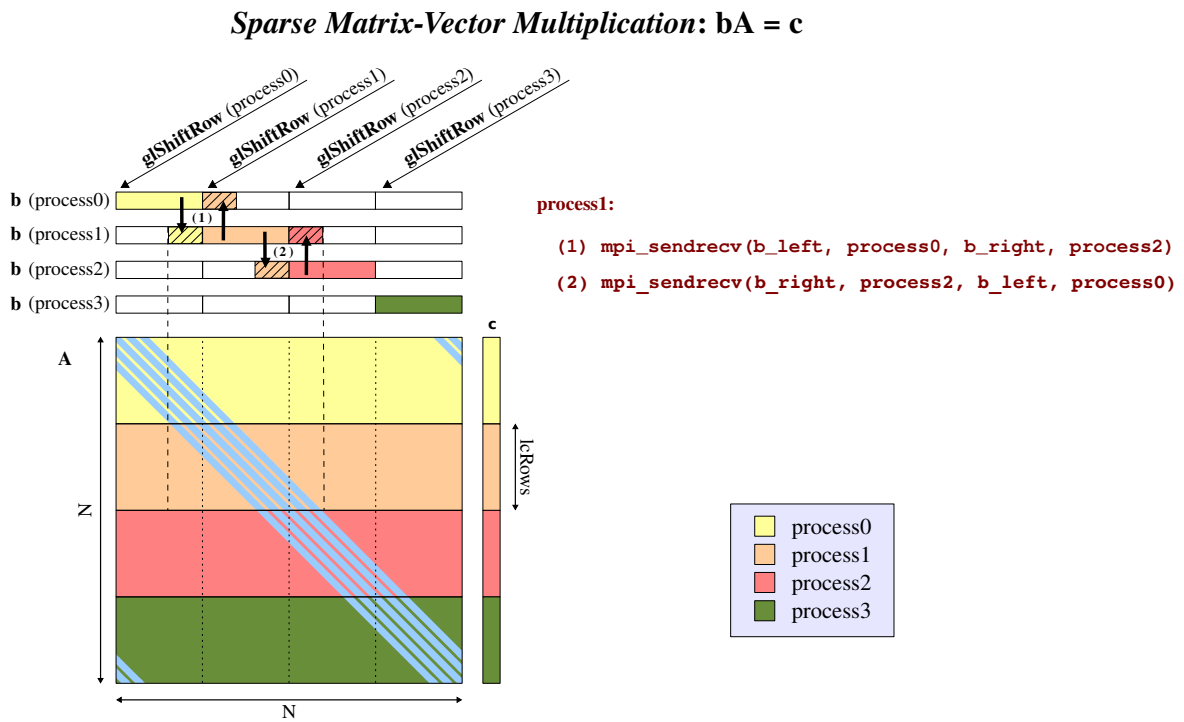 Sparse Matrix-Vector Multiplication: bA = c
glShiftRow (process0)
glShiftRow (process1)
glShiftRow (process2)
glShiftRow (process3)
b (process0)
(1)
b (process1)
(2)
b (process2)
b (process3)
process1:
(1) mpi_sendrecv(b_left, process0, b_right, process2)
(2) mpi_sendrecv(b_right, process2, b_left, process0)
c
A
lcRows
N
N
process0
process1
process2
process3